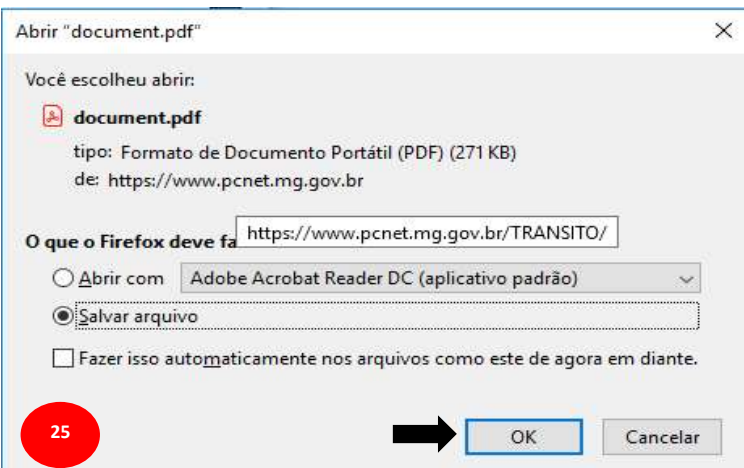 Abrir "document.pdf"
Você escolheu abrir:
document.pdf
tipo: Formato de Documento Portátil (PDF) (271 KB)
de: https://www.pcnet.mg.gov.br
https://www.pcnet.mg.gov.br/TRANSITO/
O que o Firefox deve fa
Abrir com Adobe Acrobat Reader DC (aplicativo padrão)
Salvar arquivo
Fazer isso automaticamente nos arquivos como este de agora em diante.
25 OK Cancelar